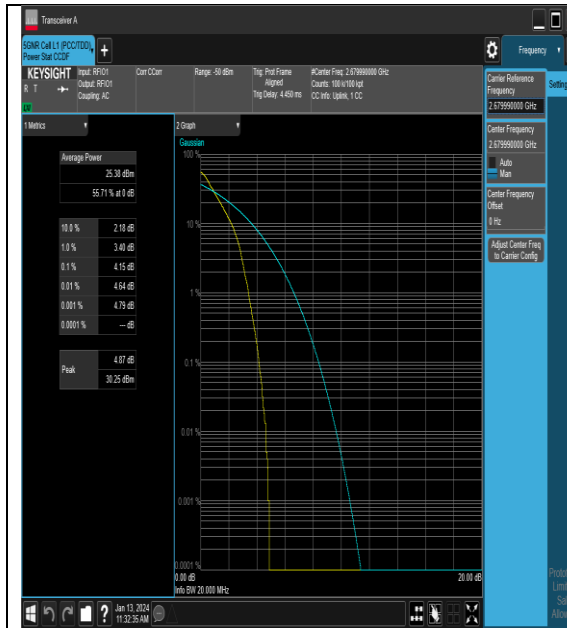 Transceiver A
5GNR Cell L1 (PCC/TDD),
Power Stat CCDF
Frequency
KEYSIGHT
R T
Input: RFIO1
Output: RFIO1
Coupling: AC
Corr CCorr
Range: -50 dBm
Trig: Prot Frame
Aligned
Trig Delay: 4.450 ms
#Center Freq: 2.679990000 GHz
Counts: 100 k/100 kpt
CC Info: Uplink, 1 CC
Carrier Reference
Frequency
2.679990000 GHz
Settings
Center Frequency
2.679990000 GHz
Auto
Man
Center Frequency
Offset
0 Hz
Adjust Center Freq
to Carrier Config
1 Metrics
Average Power
25.38 dBm
55.71 % at 0 dB
10.0 % 2.18 dB
1.0 % 3.40 dB
0.1 % 4.15 dB
0.01 % 4.64 dB
0.001 % 4.79 dB
0.0001 % --- dB
Peak
4.87 dB
30.25 dBm
2 Graph
Gaussian
100 %
10 %
1 %
0.1 %
0.01 %
0.001 %
0.0001 %
0.00 dB 20.00 dB
Info BW 20.000 MHz
?
Jan 13, 2024
11:32:35 AM